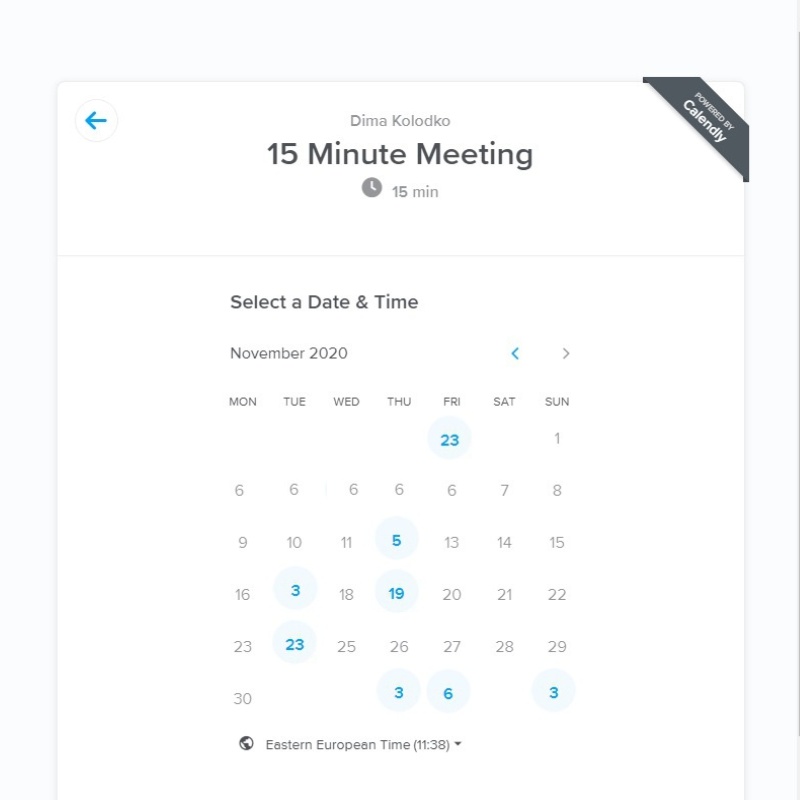 POWERED BY
Calendly
Dima Kolodko
15 Minute Meeting
15 min
Select a Date & Time
November 2020
MON TUE WED THU FRI SAT SUN
23 1
6 6 6 6 6 7 8
9 10 11 5 13 14 15
16 3 18 19 20 21 22
23 23 25 26 27 28 29
30 3 6 3
Eastern European Time (11:38)